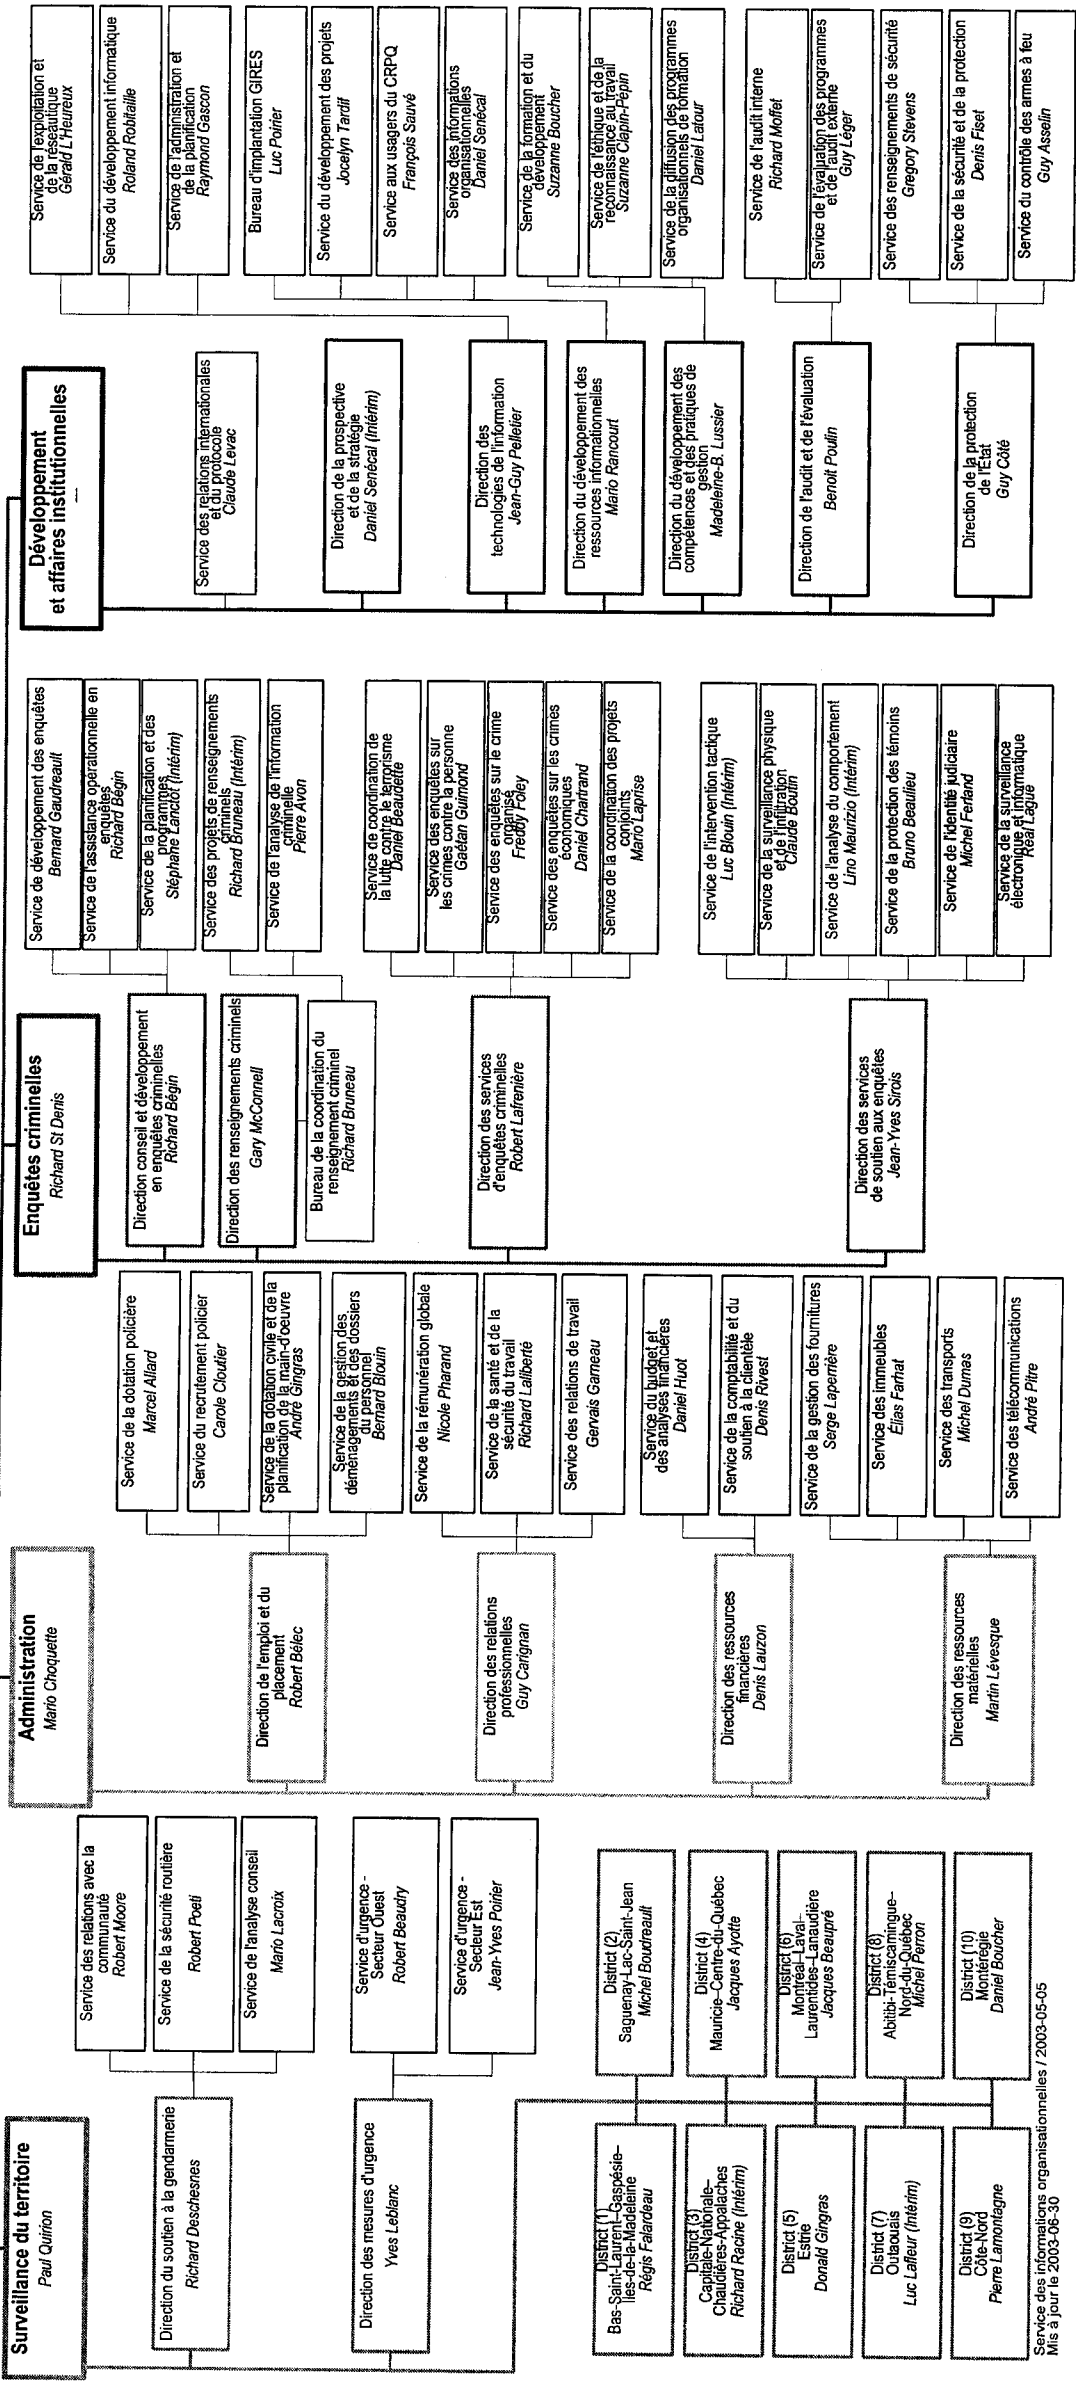 Surveillance du territoire
Paul Quirion
Direction du soutien à la gendarmerie
Richard Deschesnes
Service des relations avec la
communauté
Robert Moore
Service de la sécurité routière
Robert Poeti
Service de l'analyse conseil
Mario Lacroix
Direction des mesures d'urgence
Yves Leblanc
Service d'urgence -
Secteur Ouest
Robert Beaudry
Service d'urgence -
Secteur Est
Jean-Yves Poirier
District (1)
Bas-Saint-Laurent–Gaspésie–
Îles-de-la-Madeleine
Régis Falardeau
District (2)
Saguenay-Lac-Saint-Jean
Michel Boudreault
District (3)
Capitale-Nationale–
Chaudières-Appalaches
Richard Racine (Intérim)
District (4)
Mauricie–Centre-du-Québec
Jacques Ayotte
District (5)
Estrie
Donald Gingras
District (6)
Montréal-Laval–
Laurentides–Lanaudière
Jacques Beaupré
District (7)
Outaouais
Luc Lafleur (Intérim)
District (8)
Abitibi-Témiscamingue–
Nord-du-Québec
Michel Perron
District (9)
Côte-Nord
Pierre Lamontagne
District (10)
Montérégie
Daniel Boucher
Service des informations organisationnelles / 2003-05-05
Mis à jour le 2003-06-30
Administration
Mario Choquette
Direction de l'emploi et du
placement
Robert Bélec
Service de la dotation policière
Marcel Allard
Service du recrutement policier
Carole Cloutier
Service de la dotation civile et de la
planification de la main-d'oeuvre
André Gingras
Service de la gestion des
déménagements et des dossiers
du personnel
Bernard Blouin
Direction des relations
professionnelles
Guy Carignan
Service de la rémunération globale
Nicole Pharand
Service de la santé et de la
sécurité du travail
Richard Laliberté
Service des relations de travail
Gervais Garneau
Direction des ressources
financières
Denis Lauzon
Service du budget et
des analyses financières
Daniel Huot
Service de la comptabilité et du
soutien à la clientèle
Denis Rivest
Direction des ressources
matérielles
Martin Lévesque
Service de la gestion des fournitures
Serge Laperrière
Service des immeubles
Élias Farhat
Service des transports
Michel Dumas
Service des télécommunications
André Pitre
Enquêtes criminelles
Richard St Denis
Direction conseil et développement
en enquêtes criminelles
Richard Bégin
Service de développement des enquêtes
Bernard Gaudreault
Service de l'assistance opérationnelle en
enquêtes
Richard Bégin
Service de la planification et des
programmes
Stéphane Lanctot (Intérim)
Direction des renseignements criminels
Gary McConnell
Bureau de la coordination du
renseignement criminel
Richard Bruneau
Service des projets de renseignements
criminels
Richard Bruneau (Intérim)
Service de l'analyse de l'information
criminelle
Pierre Avon
Direction des services
d'enquêtes criminelles
Robert Lafrenière
Service de coordination de
la lutte contre le terrorisme
Daniel Beaudette
Service des enquêtes sur
les crimes contre la personne
Gaétan Guimond
Service des enquêtes sur le crime
organisé
Freddy Foley
Service des enquêtes sur les crimes
économiques
Daniel Chartrand
Service de la coordination des projets
conjoints
Mario Laprise
Direction des services
de soutien aux enquêtes
Jean-Yves Sirois
Service de l'intervention tactique
Luc Blouin (Intérim)
Service de la surveillance physique
et de l'infiltration
Claude Boutin
Service de l'analyse du comportement
Lino Maurizio (Intérim)
Service de la protection des témoins
Bruno Beaulieu
Service de l'identité judiciaire
Michel Ferland
Service de la surveillance
électronique et informatique
Réal Lague
Développement
et affaires institutionnelles
---
Service des relations internationales
et du protocole
Claude Levac
Direction de la prospective
et de la stratégie
Daniel Senécal (Intérim)
Direction des
technologies de l'information
Jean-Guy Pelletier
Service de l'exploitation et
de la réseautique
Gérald L'Heureux
Service du développement informatique
Roland Robitaille
Service de l'administration et
de la planification
Raymond Gascon
Direction du développement des
ressources informationnelles
Mario Rancourt
Bureau d'implantation GIRES
Luc Poirier
Service du développement des projets
Jocelyn Tardif
Service aux usagers du CRPQ
François Sauvé
Service des informations
organisationnelles
Daniel Senécal
Direction du développement des
compétences et des pratiques de
gestion
Madeleine-B. Lussier
Service de la formation et du
développement
Suzanne Boucher
Service de l'éthique et de la
reconnaissance au travail
Suzanne Clapin-Pépin
Service de la diffusion des programmes
organisationnels de formation
Daniel Latour
Direction de l'audit et de l'évaluation
Benoit Poulin
Service de l'audit interne
Richard Moffet
Service de l'évaluation des programmes
et de l'audit externe
Guy Léger
Direction de la protection
de l'État
Guy Côté
Service des renseignements de sécurité
Gregory Stevens
Service de la sécurité et de la protection
Denis Fiset
Service du contrôle des armes à feu
Guy Asselin